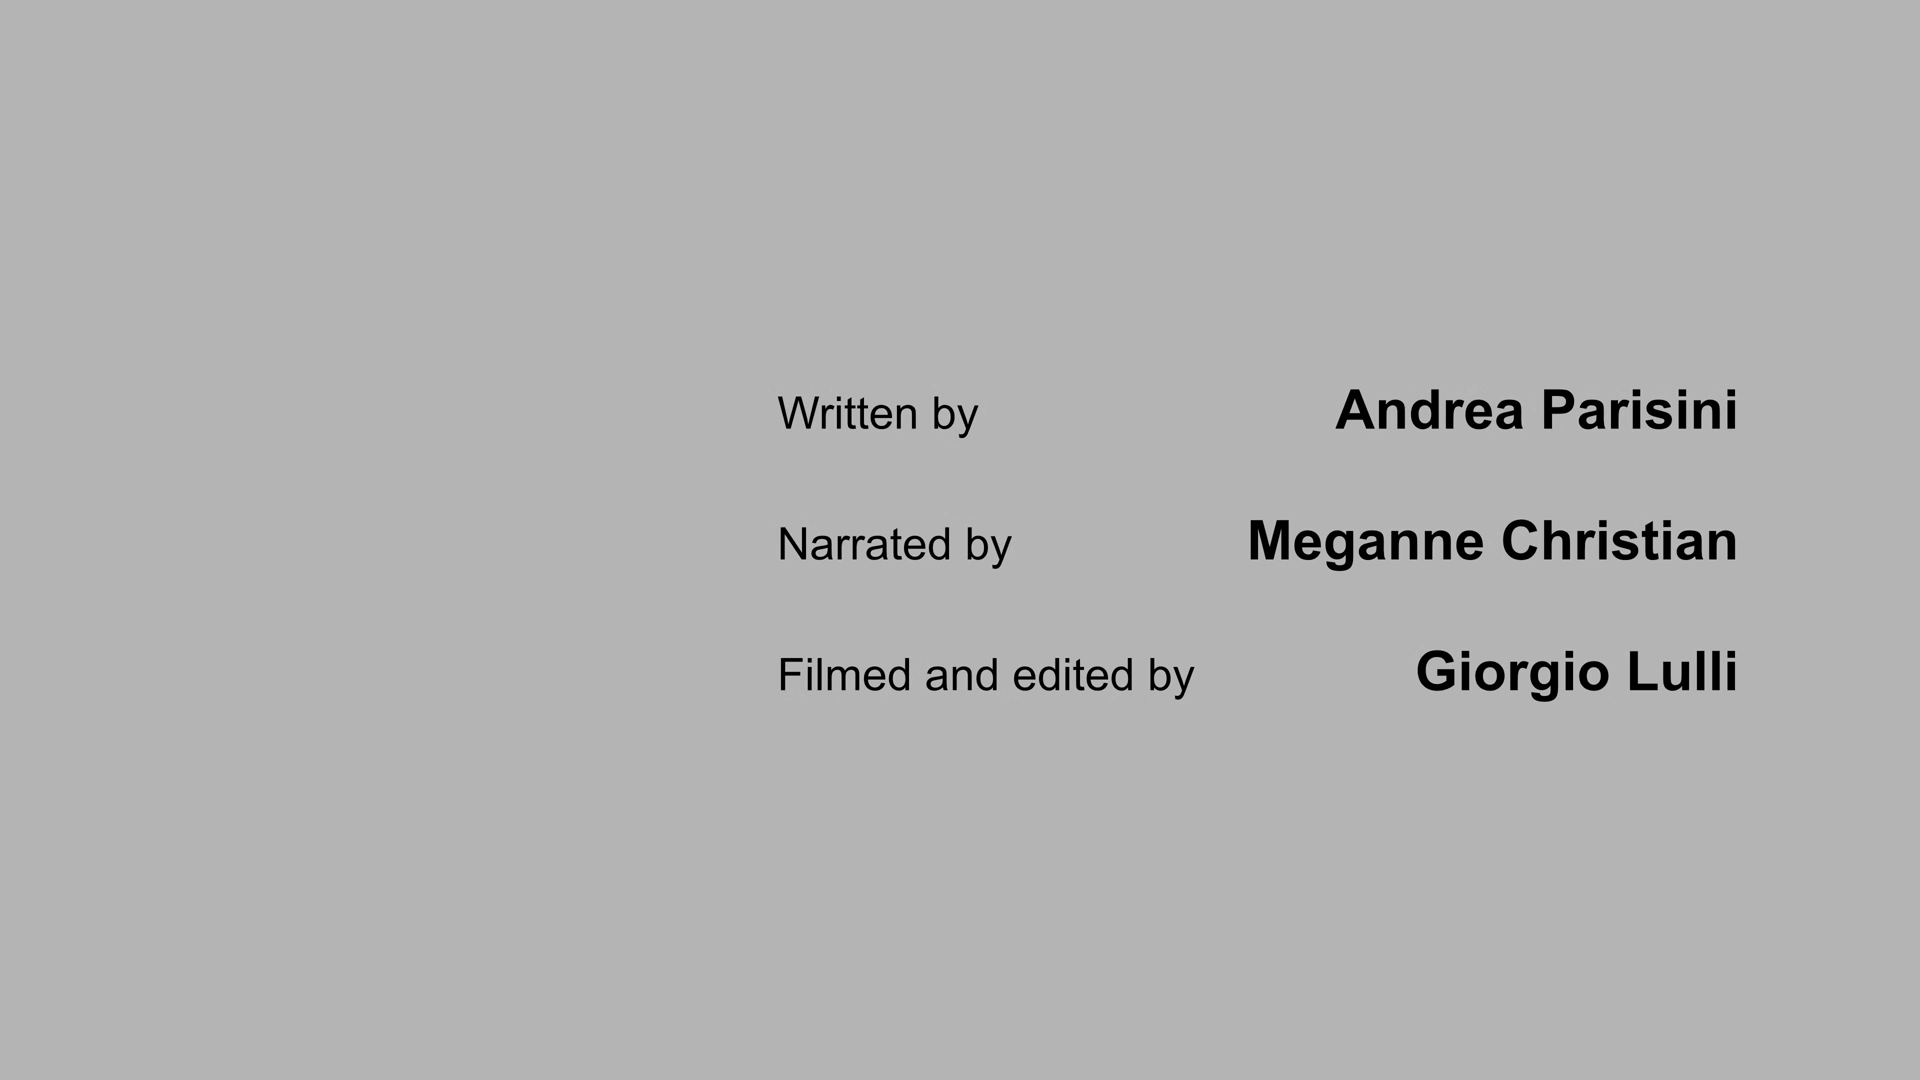 Written by Andrea Parisini
Narrated by Meganne Christian
Filmed and edited by Giorgio Lulli